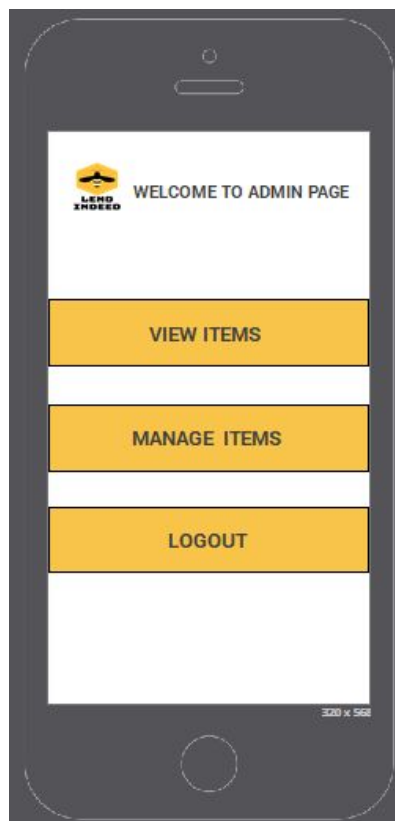 LEND
INDEED
WELCOME TO ADMIN PAGE
VIEW ITEMS
MANAGE ITEMS
LOGOUT
320 x 568